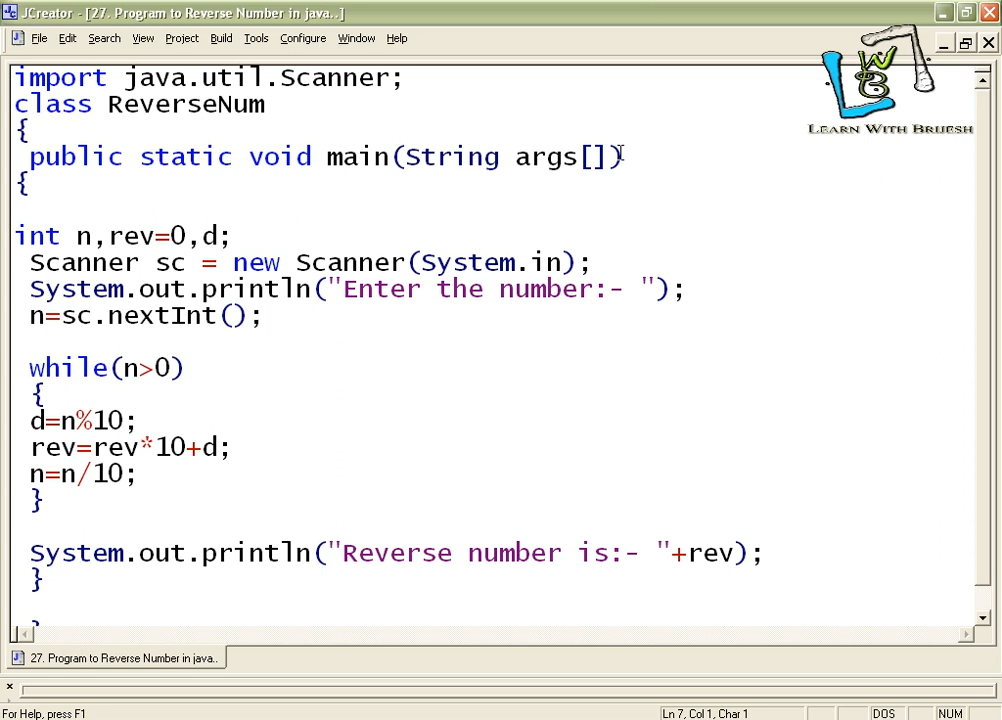 JCreator - [27. Program to Reverse Number in java..]
File Edit Search View Project Build Tools Configure Window Help
LWB
LEARN WITH BRIJESH
import java.util.Scanner;
class ReverseNum
{
public static void main(String args[])
{
int n,rev=0,d;
Scanner sc = new Scanner(System.in);
System.out.println("Enter the number:- ");
n=sc.nextInt();
while(n>0)
{
d=n%10;
rev=rev*10+d;
n=n/10;
}
System.out.println("Reverse number is:- "+rev);
}
}
27. Program to Reverse Number in java..
For Help, press F1
Ln 7, Col 1, Char 1
DOS
NUM